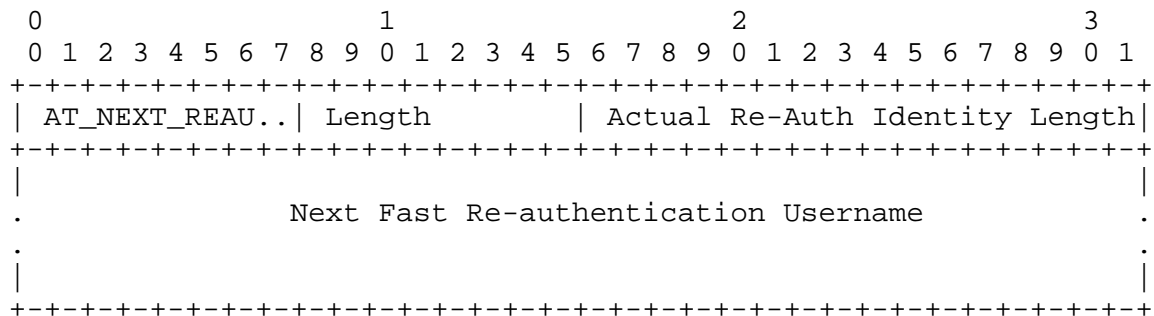 0                   1                   2                   3
 0 1 2 3 4 5 6 7 8 9 0 1 2 3 4 5 6 7 8 9 0 1 2 3 4 5 6 7 8 9 0 1
+-+-+-+-+-+-+-+-+-+-+-+-+-+-+-+-+-+-+-+-+-+-+-+-+-+-+-+-+-+-+-+-+
| AT_NEXT_REAU..| Length        | Actual Re-Auth Identity Length|
+-+-+-+-+-+-+-+-+-+-+-+-+-+-+-+-+-+-+-+-+-+-+-+-+-+-+-+-+-+-+-+-+
|                                                               |
.               Next Fast Re-authentication Username            .
.                                                               .
|                                                               |
+-+-+-+-+-+-+-+-+-+-+-+-+-+-+-+-+-+-+-+-+-+-+-+-+-+-+-+-+-+-+-+-+